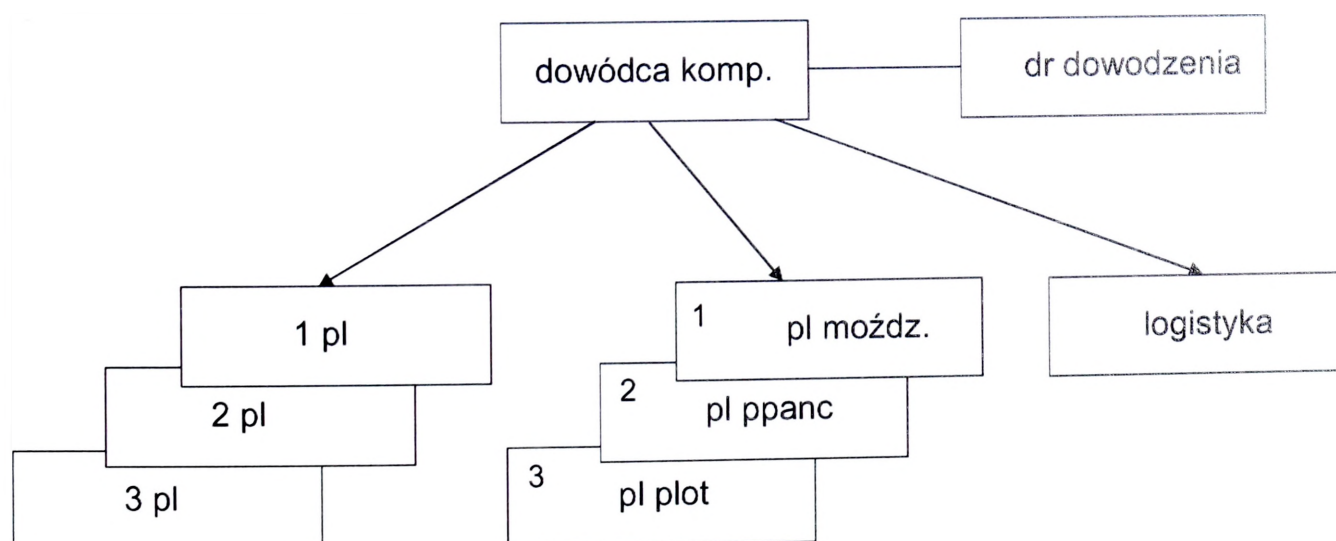 dowódca komp.
dr dowodzenia
1 pl
2 pl
3 pl
1
pl moźdz.
2
pl ppanc
3
pl plot
logistyka